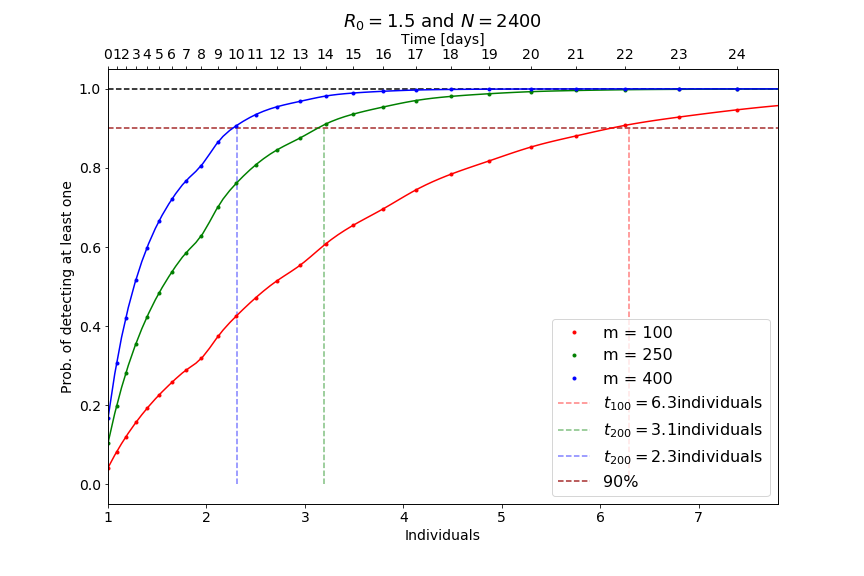 R₀ = 1.5 and N = 2400
Time [days]
0 1 2 3 4 5 6 7 8 9 10 11 12 13 14 15 16 17 18 19 20 21 22 23 24
Prob. of detecting at least one
1.0
0.8
0.6
0.4
0.2
0.0
m = 100
m = 250
m = 400
t₁₀₀ = 6.3individuals
t₂₀₀ = 3.1individuals
t₂₀₀ = 2.3individuals
90%
1 2 3 4 5 6 7
Individuals